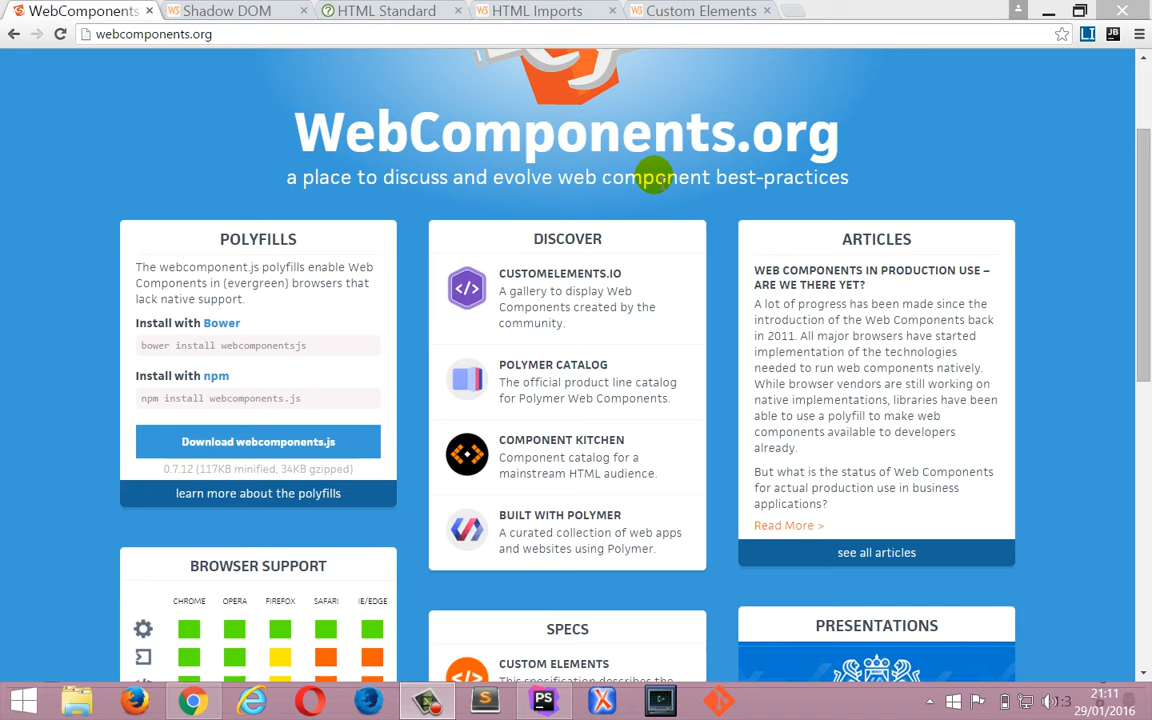 WebComponents
Shadow DOM
HTML Standard
HTML Imports
Custom Elements
webcomponents.org
WebComponents.org
a place to discuss and evolve web component best-practices
POLYFILLS
The webcomponent.js polyfills enable Web
Components in (evergreen) browsers that
lack native support.
Install with Bower
bower install webcomponentsjs
Install with npm
npm install webcomponents.js
Download webcomponents.js
0.7.12 (117KB minified, 34KB gzipped)
learn more about the polyfills
BROWSER SUPPORT
CHROME OPERA FIREFOX SAFARI IE/EDGE
DISCOVER
CUSTOMELEMENTS.IO
A gallery to display Web
Components created by the
community.
POLYMER CATALOG
The official product line catalog
for Polymer Web Components.
COMPONENT KITCHEN
Component catalog for a
mainstream HTML audience.
BUILT WITH POLYMER
A curated collection of web apps
and websites using Polymer.
SPECS
CUSTOM ELEMENTS
This specification describes the
ARTICLES
WEB COMPONENTS IN PRODUCTION USE –
ARE WE THERE YET?
A lot of progress has been made since the
introduction of the Web Components back
in 2011. All major browsers have started
implementation of the technologies
needed to run web components natively.
While browser vendors are still working on
native implementations, libraries have been
able to use a polyfill to make web
components available to developers
already.
But what is the status of Web Components
for actual production use in business
applications?
Read More >
see all articles
PRESENTATIONS
21:11
29/01/2016